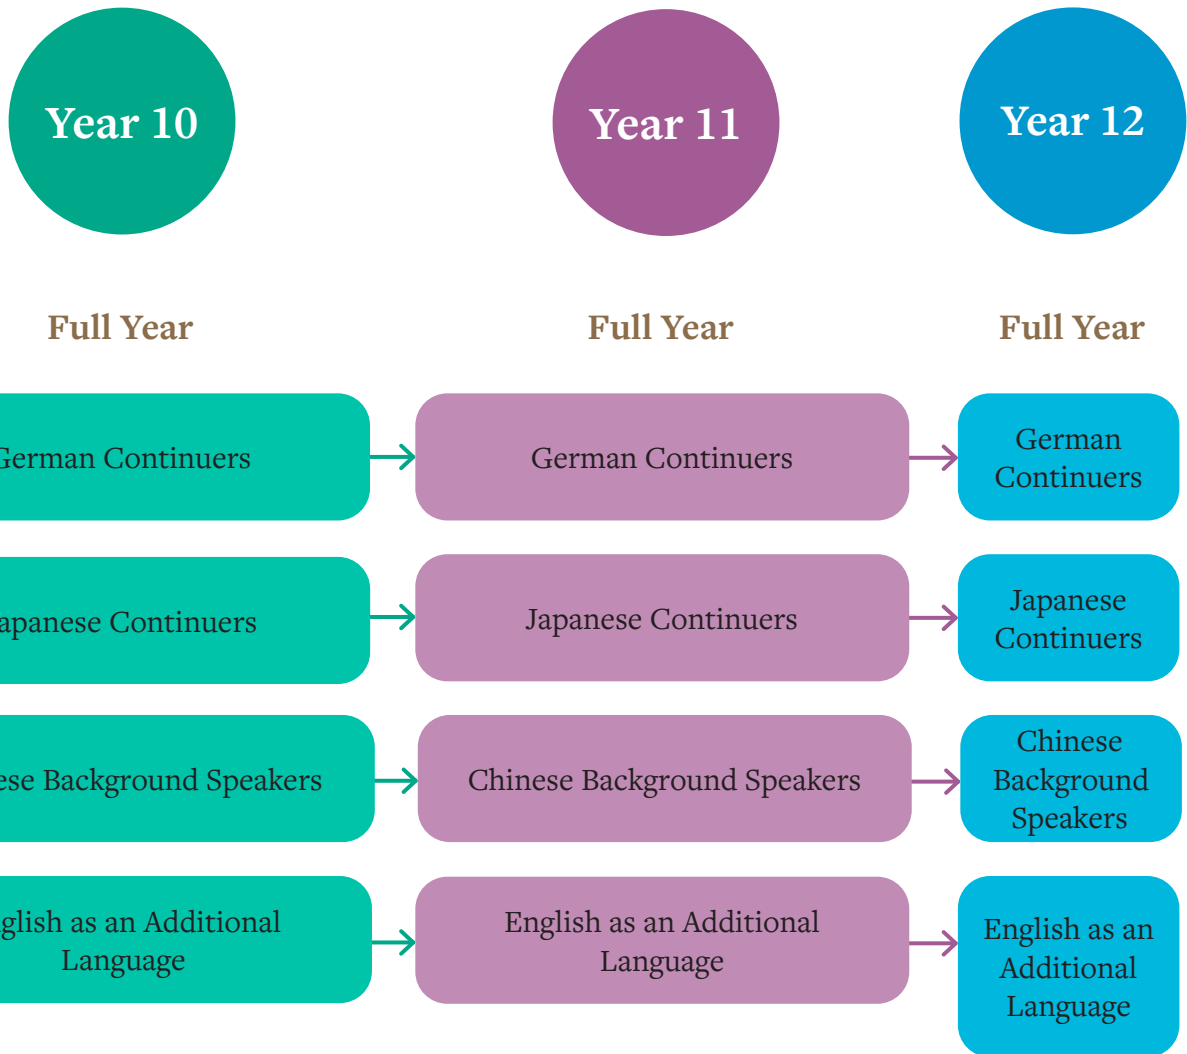 Year 10
Year 11
Year 12
Full Year
Full Year
Full Year
German Continuers
German Continuers
German
Continuers
apanese Continuers
Japanese Continuers
Japanese
Continuers
ese Background Speakers
Chinese Background Speakers
Chinese
Background
Speakers
glish as an Additional
Language
English as an Additional
Language
English as an
Additional
Language